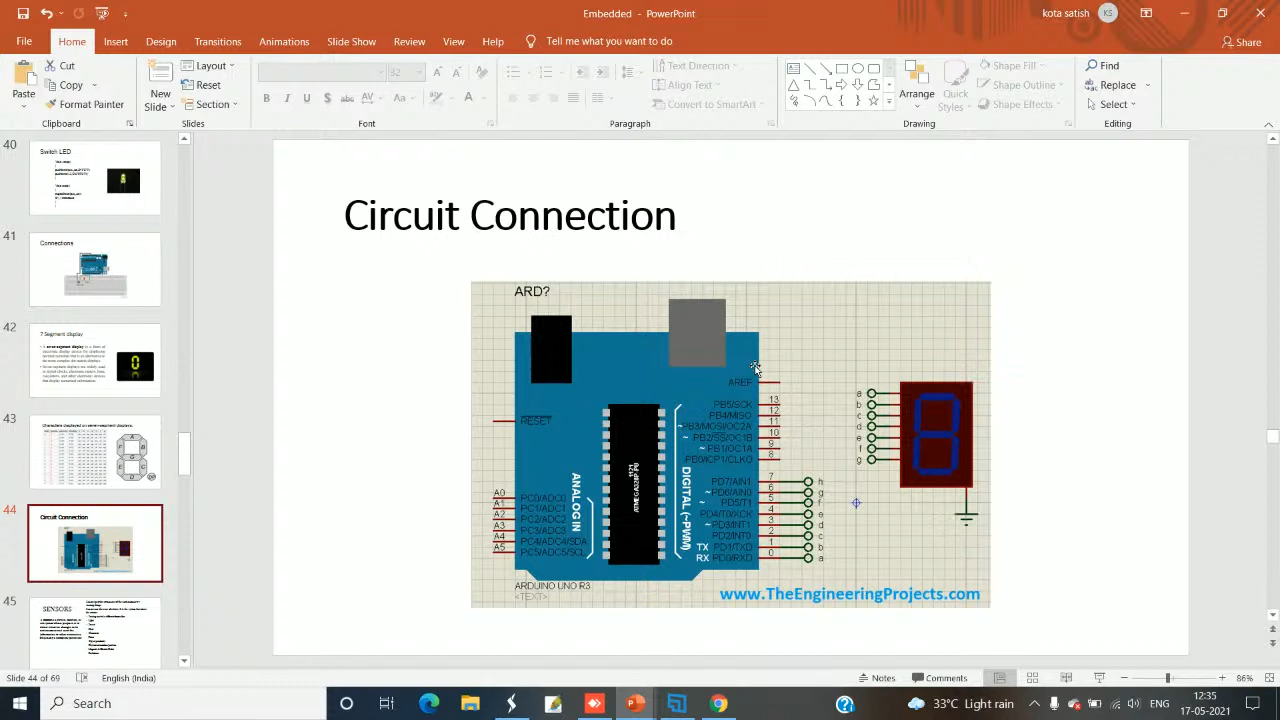 Embedded - PowerPoint
kota satish
KS
File
Home
Insert
Design
Transitions
Animations
Slide Show
Review
View
Help
Tell me what you want to do
Share
Paste
Cut
Copy
Format Painter
Clipboard
New
Slide
Layout
Reset
Section
Slides
32
Font
Text Direction
Align Text
Convert to SmartArt
Paragraph
Arrange
Quick
Styles
Shape Fill
Shape Outline
Shape Effects
Drawing
Find
Replace
Select
Editing
40
Switch LED
41
Connections
42
7 Segment display
43
Characters displayed on seven-segment displays
Circuit Connection
45
SENSORS
Circuit Connection
ARD?
AREF
RESET
PB5/SCK 13
PB4/MISO 12
~PB3/MOSI/OC2A 11
~PB2/SS/OC1B 10
~PB1/OC1A 9
PB0/ICP1/CLKO 8
PD7/AIN1 7 h
~PD6/AIN0 6 g
~PD5/T1 5 f
PD4/T0/XCK 4 e
~PD3/INT1 3 d
PD2/INT0 2 c
TX PD1/TXD 1 b
RX PD0/RXD 0 a
A0 PC0/ADC0
A1 PC1/ADC1
A2 PC2/ADC2
A3 PC3/ADC3
A4 PC4/ADC4/SDA
A5 PC5/ADC5/SCL
ANALOG IN
ATMEGA328P-PU
1121
DIGITAL (~PWM)
a
b
c
d
e
f
g
ARDUINO UNO R3
<TEXT>
www.TheEngineeringProjects.com
Slide 44 of 69
English (India)
Notes
Comments
86%
Search
33°C Light rain
ENG
12:35
17-05-2021